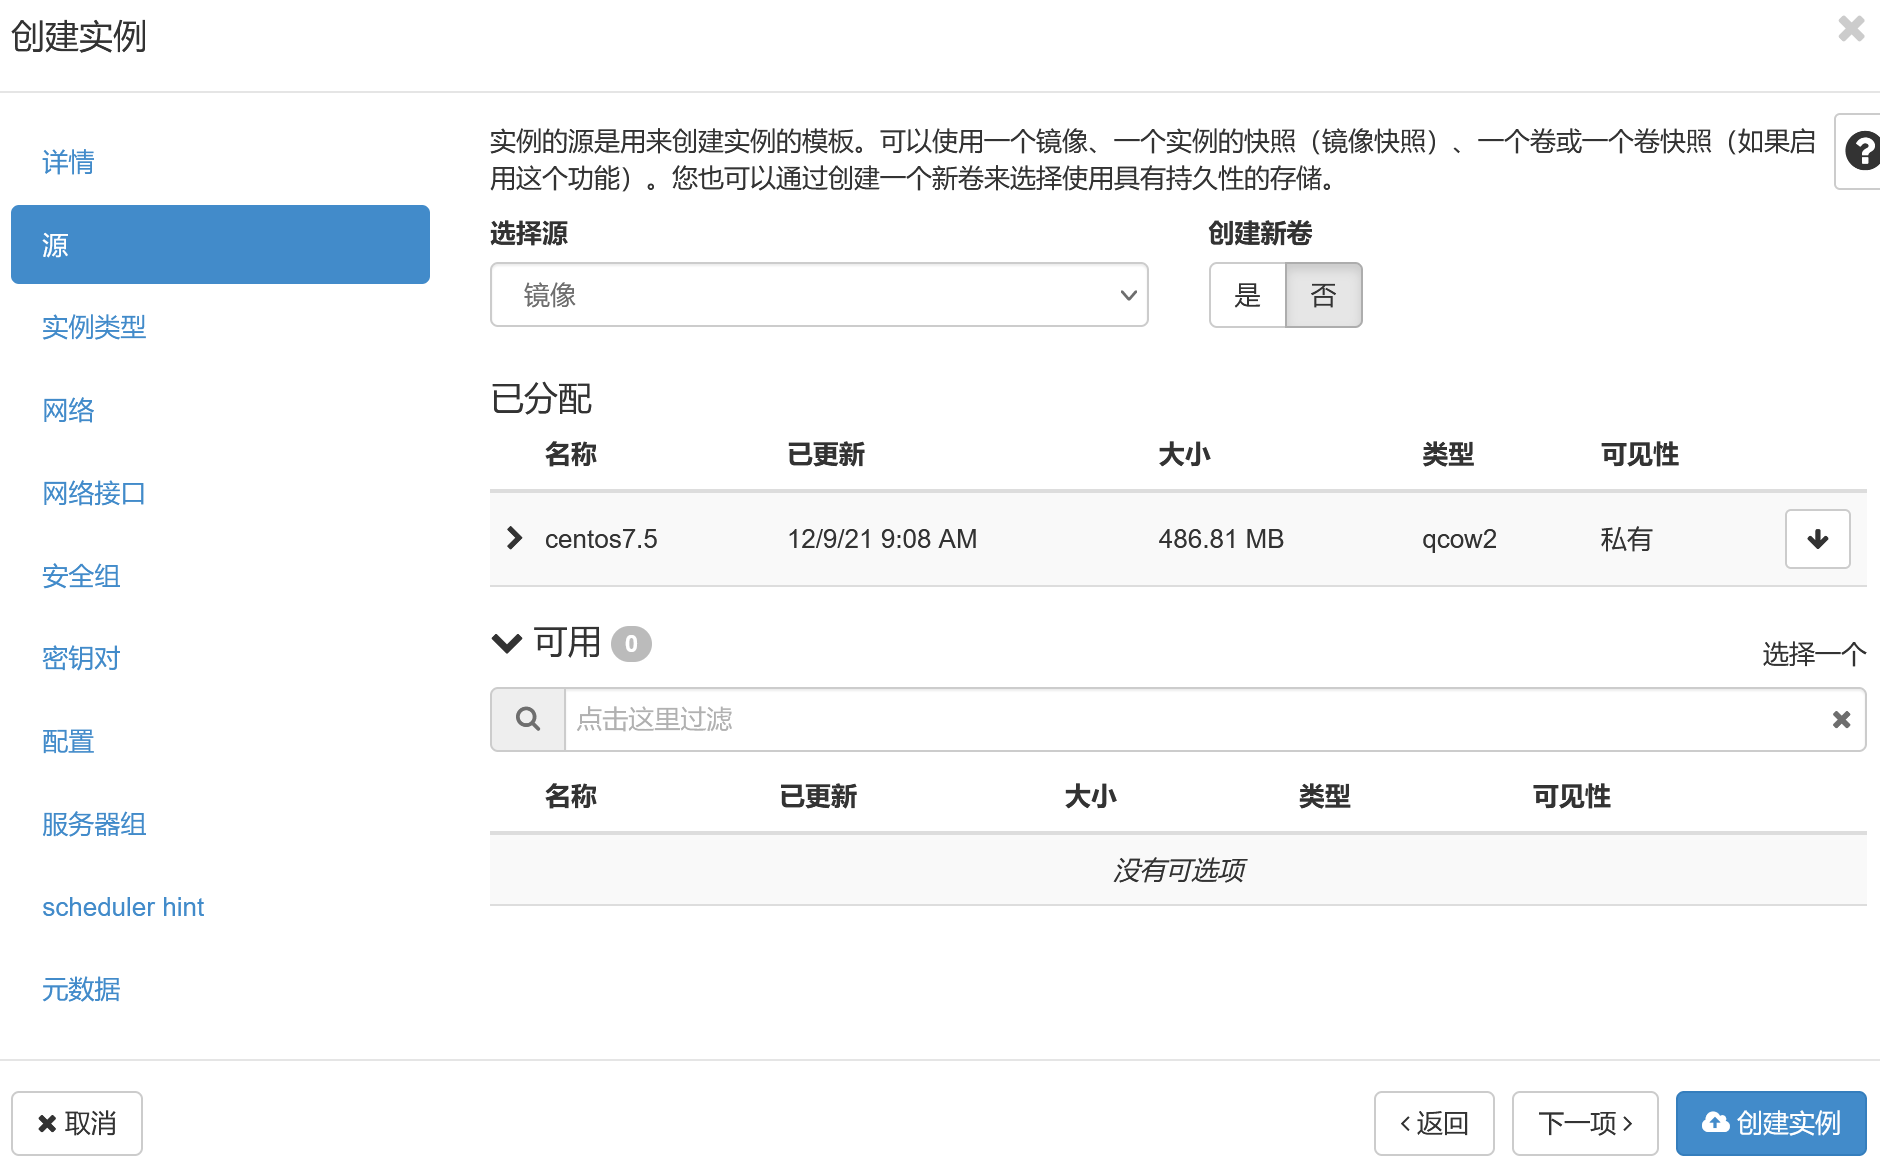 创建实例
详情
源
实例类型
网络
网络接口
安全组
密钥对
配置
服务器组
scheduler hint
元数据
实例的源是用来创建实例的模板。可以使用一个镜像、一个实例的快照（镜像快照）、一个卷或一个卷快照（如果启
用这个功能）。您也可以通过创建一个新卷来选择使用具有持久性的存储。
选择源 创建新卷
镜像 是 否
已分配
名称 已更新 大小 类型 可见性
centos7.5 12/9/21 9:08 AM 486.81 MB qcow2 私有
可用 0 选择一个
点击这里过滤
名称 已更新 大小 类型 可见性
没有可选项
取消 ‹返回 下一项› 创建实例